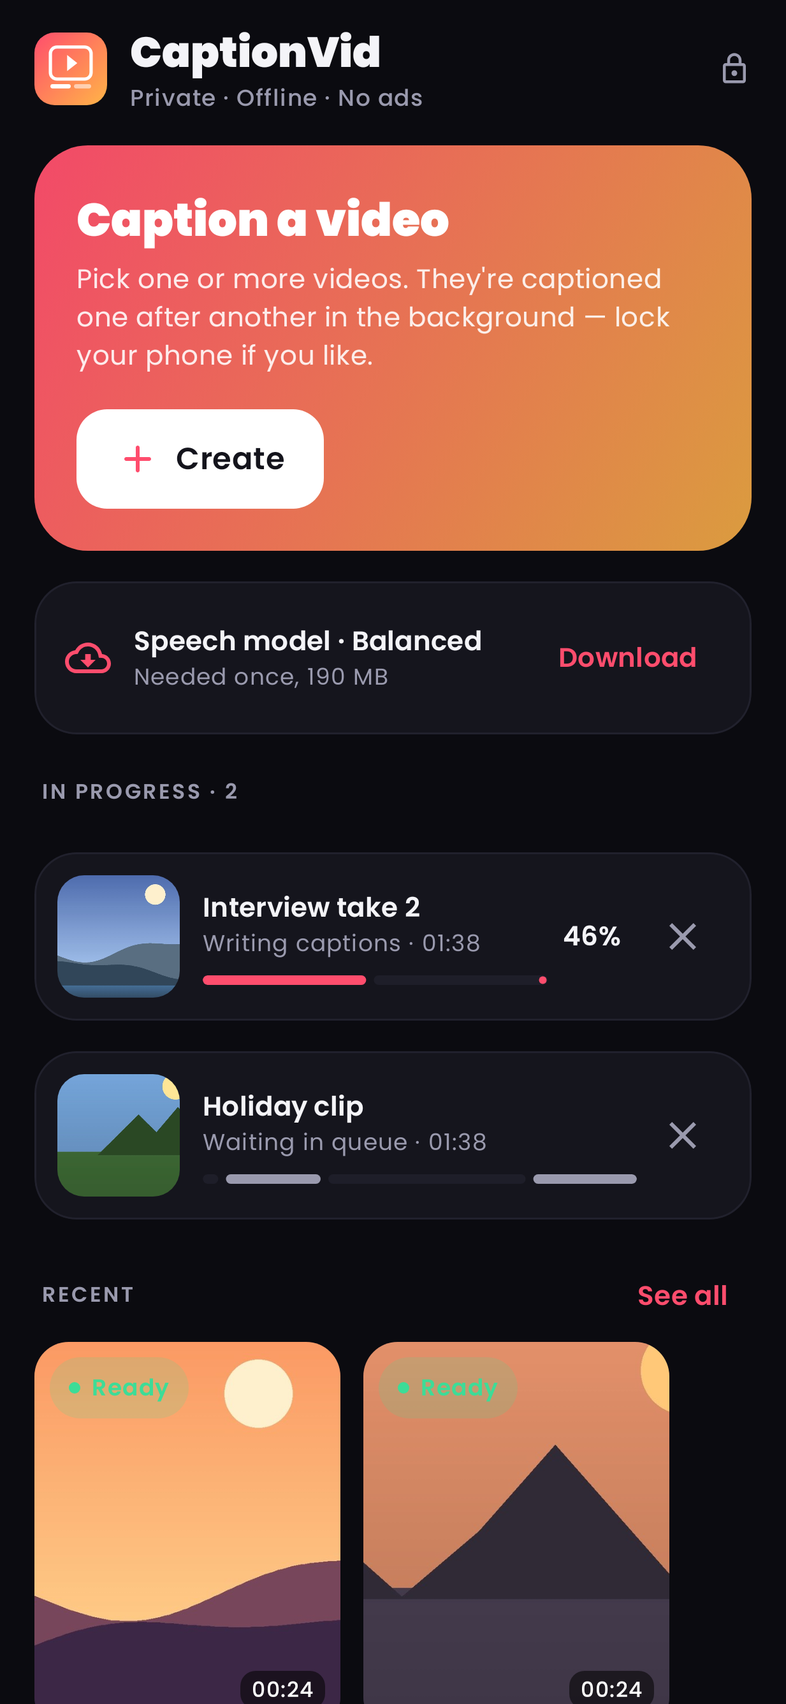 CaptionVid
Private · Offline · No ads
Caption a video
Pick one or more videos. They're captioned
one after another in the background — lock
your phone if you like.
Create
Speech model · Balanced
Needed once, 190 MB
Download
IN PROGRESS · 2
Interview take 2
Writing captions · 01:38
46%
Holiday clip
Waiting in queue · 01:38
RECENT
See all
Ready
Ready
00:24
00:24